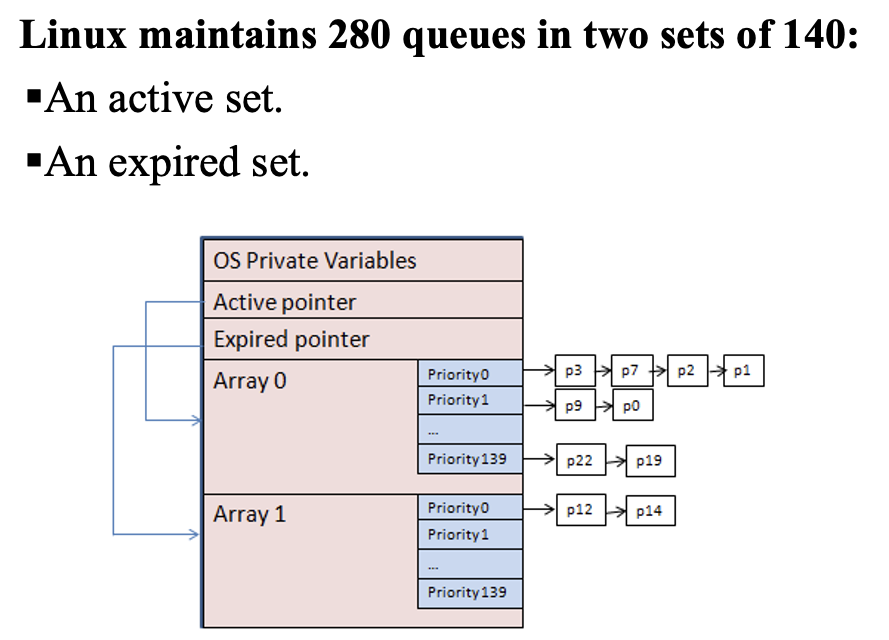 Linux maintains 280 queues in two sets of 140:
▪An active set.
▪An expired set.
OS Private Variables
Active pointer
Expired pointer
Array 0
Priority0
p3 p7 p2 p1
Priority1
p9 p0
...
Priority139
p22 p19
Array 1
Priority0
p12 p14
Priority1
...
Priority139